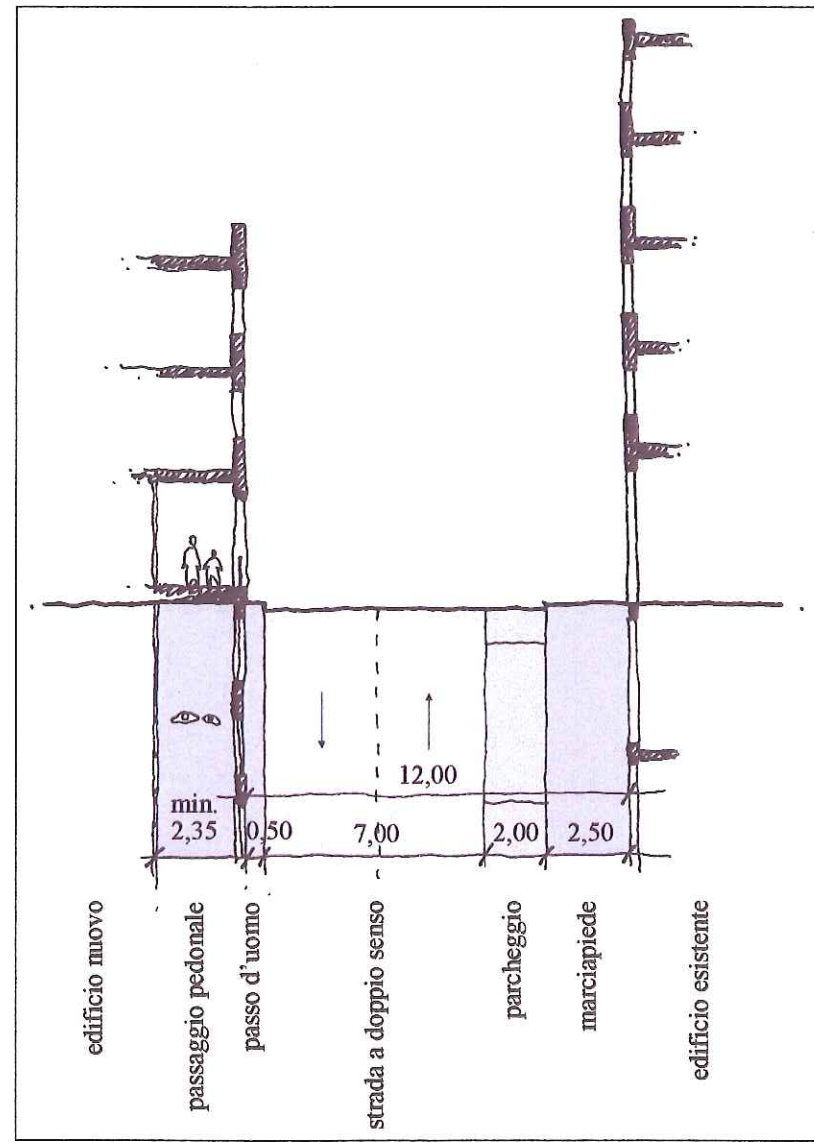 12,00
min.
2,35
0,50
7,00
2,00
2,50
edificio nuovo
passaggio pedonale
passo d'uomo
strada a doppio senso
parcheggio
marciapiede
edificio esistente